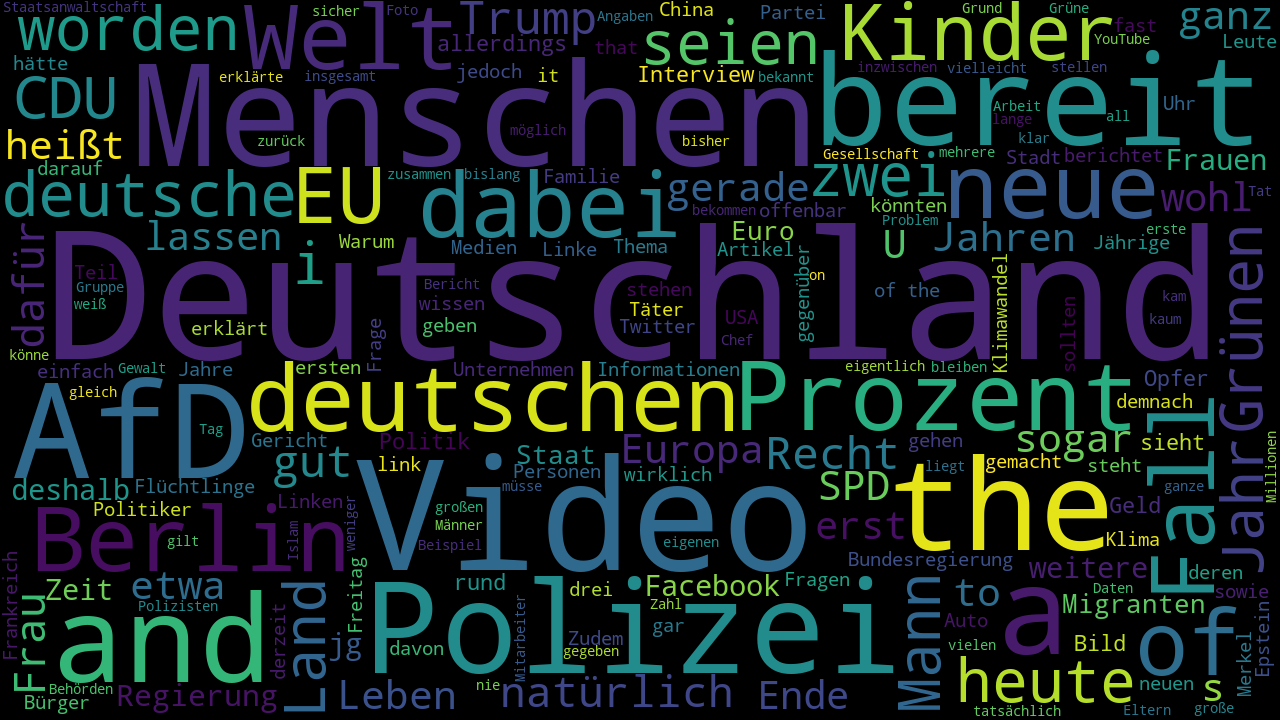 Staatsanwaltschaft
sicher
Foto
Trump
Angaben
China
Partei
Grund
Grüne
ganz
worden
Welt
allerdings
that
seien
Kinder
fast
YouTube
Leute
hätte
CDU
erklärte
insgesamt
jedoch
it
Interview
bekannt
inzwischen
vielleicht
stellen
Menschen
bereit
Arbeit
all
Uhr
lange
heißt
zurück
möglich
bisher
klar
Gesellschaft
mehrere
Stadt
berichtet
Frauen
darauf
deutsche
EU
zusammen
bislang
Familie
gerade
zwei
neue
wohl
Tat
dabei
bekommen
offenbar
könnten
Problem
dafür
lassen
i
Warum
Medien
Linke
Thema
Euro
Artikel
U
Jahren
Jährige
erste
Teil
Gruppe
weiß
Deutschland
Bericht
wissen
stehen
on
gegenüber
of the
Klimawandel
kam
kaum
erklärt
Frage
geben
Täter
Twitter
USA
Chef
sollten
Grünen
könne
einfach
Gewalt
Jahre
ersten
Unternehmen
Informationen
eigentlich
bleiben
Opfer
gleich
AfD
deutschen
Prozent
demnach
Fall
Jahr
Tag
Gericht
Politik
Staat
Europa
Recht
gehen
sogar
sieht
gut
link
Personen
wirklich
liegt
gemacht
steht
Millionen
deshalb
Flüchtlinge
Video
müsse
SPD
the
ganze
Geld
Politiker
Linken
weniger
großen
Männer
erst
Berlin
gilt
Islam
Beispiel
eigenen
Klima
Frankreich
Bundesregierung
weitere
deren
Zeit
etwa
Land
Freitag
rund
drei
Facebook
Fragen
Mann
to
a
Daten
sowie
Frau
and
Polizisten
derzeit
Polizei
Zahl
Migranten
of
jg
Mitarbeiter
Zudem
gar
Auto
Bild
Merkel
Epstein
davon
gegeben
vielen
Behörden
Bürger
Regierung
Leben
nie
natürlich
Ende
heute
neuen
s
tatsächlich
Eltern
große